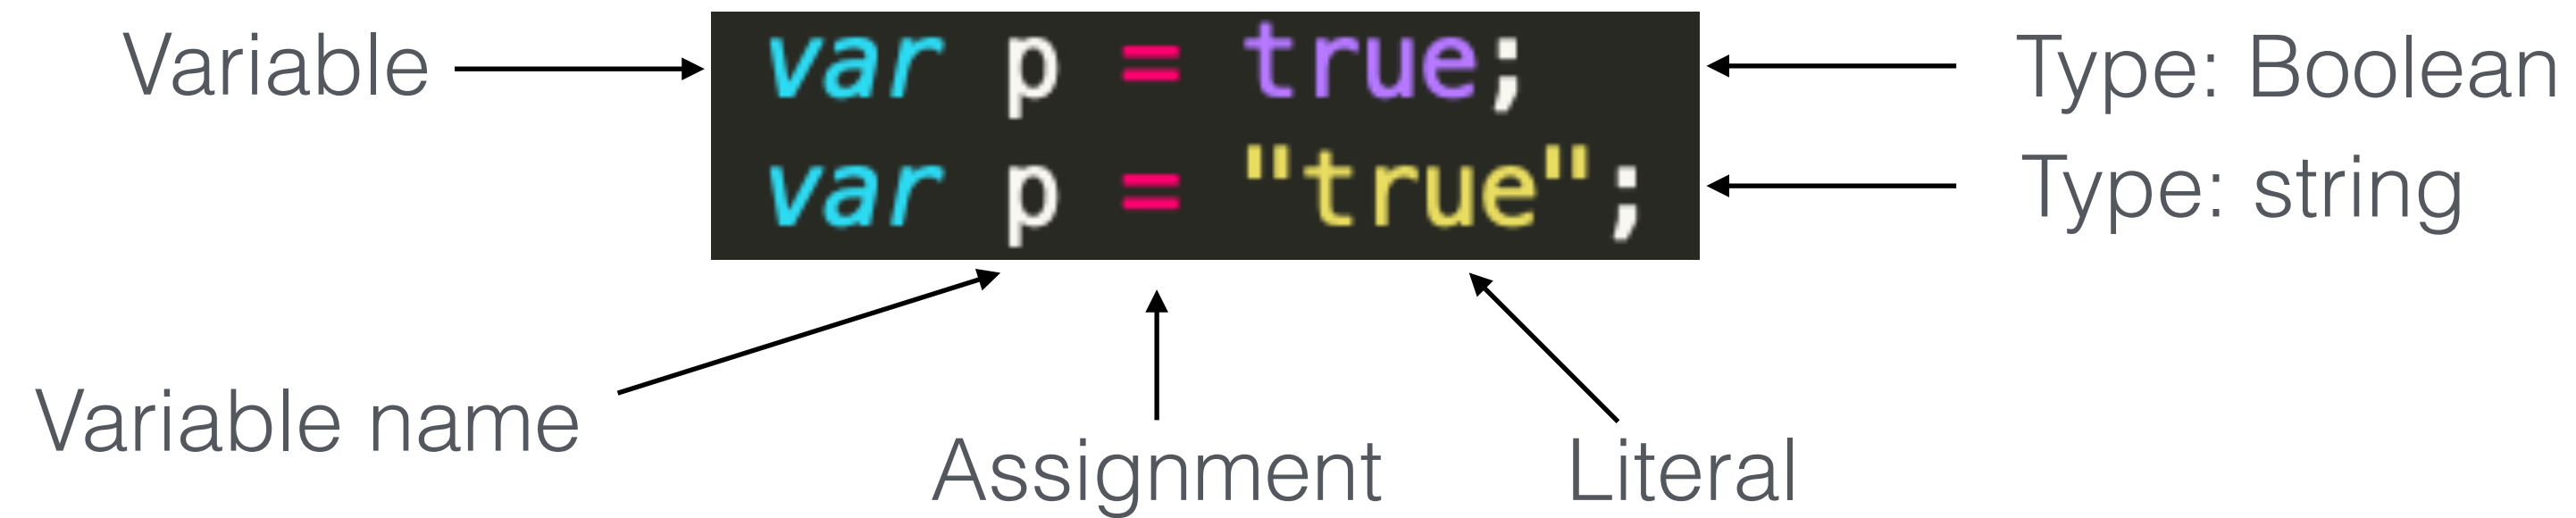 Variable
var p = true;
Type: Boolean
var p = "true";
Type: string
Variable name
Assignment
Literal